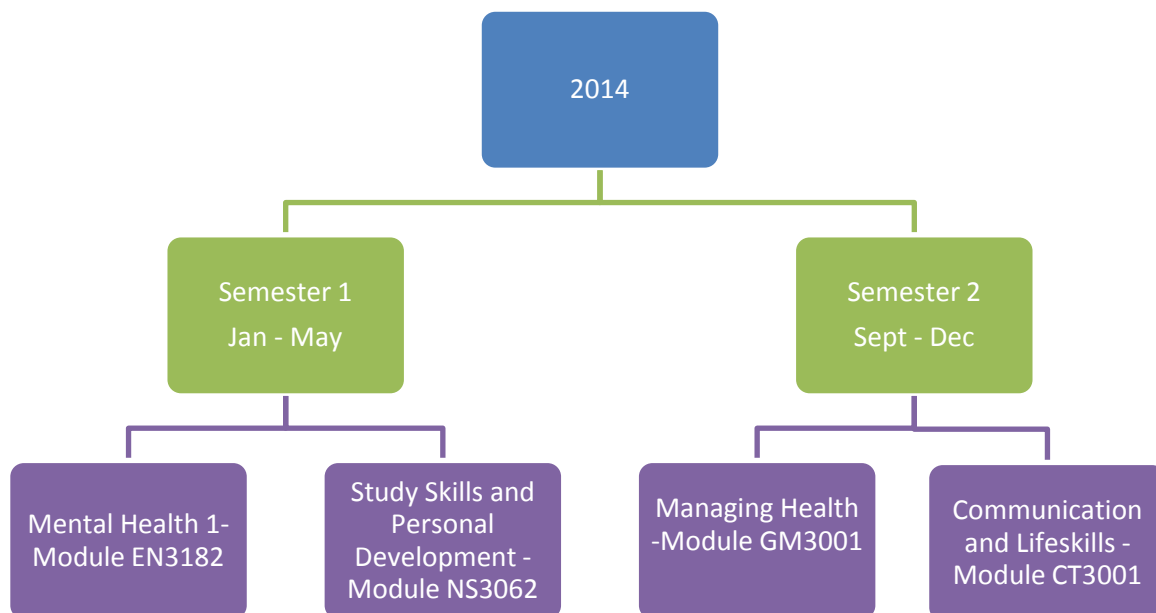 2014
Semester 1
Jan - May
Semester 2
Sept - Dec
Mental Health 1-
Module EN3182
Study Skills and
Personal
Development -
Module NS3062
Managing Health
-Module GM3001
Communication
and Lifeskills -
Module CT3001